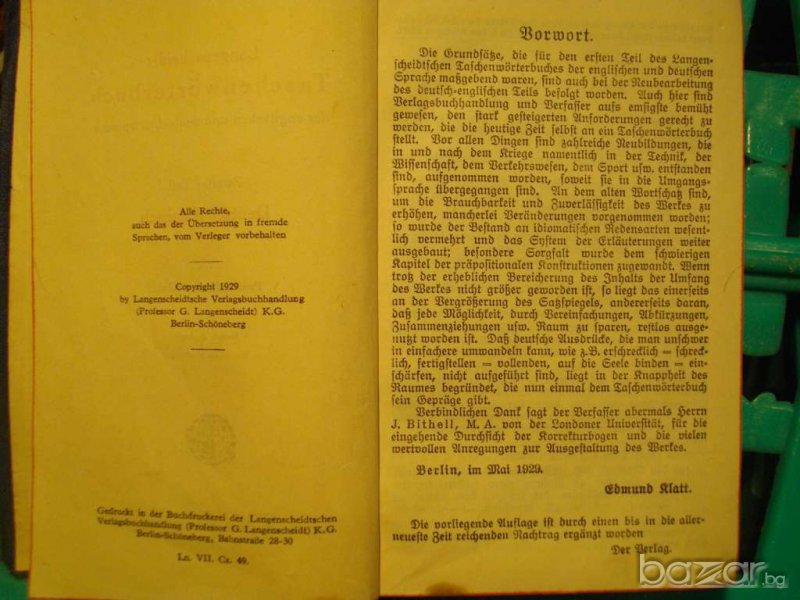 Alle Rechte,
auch das der Übersetzung in fremde
Sprachen, vom Verleger vorbehalten
Copyright 1929
by Langenscheidtsche Verlagsbuchhandlung
(Professor G. Langenscheidt) K.G.
Berlin-Schöneberg
Gedruckt in der Buchdruckerei der Langenscheidtschen
Verlagsbuchhandlung (Professor G. Langenscheidt) K.G.
Berlin-Schöneberg, Bahnstraße 28-30
Ln. VII. Cz. 49.
Vorwort.
Die Grundsätze, die für den ersten Teil des Langen-
scheidtschen Taschenwörterbuches der englischen und deutschen
Sprache maßgebend waren, sind auch bei der Neubearbeitung
des deutsch-englischen Teils befolgt worden. Auch hier sind
Verlagsbuchhandlung und Verfasser aufs emsigste bemüht
gewesen, den stark gesteigerten Anforderungen gerecht zu
werden, die die heutige Zeit selbst an ein Taschenwörterbuch
stellt. Vor allen Dingen sind zahlreiche Neubildungen, die
in und nach dem Kriege namentlich in der Technik, der
Wissenschaft, dem Verkehrswesen, dem Sport usw. entstanden
sind, aufgenommen worden, soweit sie in die Umgangs-
sprache übergegangen sind. An dem alten Wortschatz sind,
um die Brauchbarkeit und Zuverlässigkeit des Werkes zu
erhöhen, mancherlei Veränderungen vorgenommen worden;
so wurde der Bestand an idiomatischen Redensarten wesent-
lich vermehrt und das System der Erläuterungen weiter
ausgebaut; besondere Sorgfalt wurde dem schwierigen
Kapitel der präpositionalen Konstruktionen zugewandt. Wenn
trotz der erheblichen Bereicherung des Inhalts der Umfang
des Werkes nicht größer geworden ist, so liegt das einerseits
an der Vergrößerung des Satzspiegels, andererseits daran,
daß jede Möglichkeit, durch Vereinfachungen, Abkürzungen,
Zusammenziehungen usw. Raum zu sparen, restlos ausge-
nutzt worden ist. Daß deutsche Ausdrücke, die man unschwer
in einfachere umwandeln kann, wie z.B. erschrecklich — schreck-
lich, fertigstellen — vollenden, auf die Seele binden — ein-
schärfen, nicht aufgeführt sind, liegt in der Knappheit des
Raumes begründet, die nun einmal dem Taschenwörterbuch
sein Gepräge gibt.
Verbindlichen Dank sagt der Verfasser abermals Herrn
J. Bithell, M. A. von der Londoner Universität, für die
eingehende Durchsicht der Korrekturbogen und die vielen
wertvollen Anregungen zur Ausgestaltung des Werkes.
Berlin, im Mai 1929.
Edmund Klatt.
Die vorliegende Auflage ist durch einen bis in die aller-
neueste Zeit reichenden Nachtrag ergänzt worden
Der Verlag.
bazar.bg